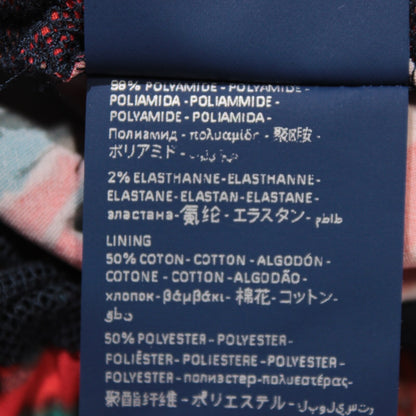 98% POLYAMIDE - POLYAMIDE -
POLIAMIDA - POLIAMMIDE -
POLYAMIDE - POLIAMIDA -
Полиамид - πολυαμίδη - 聚酰胺 -
ポリアミド -
2% ELASTHANNE - ELASTHANNE -
ELASTANE - ELASTAN - ELASTANE -
эластана - 氨纶 - エラスタン -
LINING
50% COTON - COTTON - ALGODÓN -
COTONE - COTTON - ALGODÃO -
хлопок - βάμβάκι - 棉花 - コットン -
50% POLYESTER - POLYESTER -
POLIÉSTER - POLIESTERE - POLYESTER -
POLYESTER - полиэстер - πολυεστέρας -
聚酯纤维 - ポリエステル -